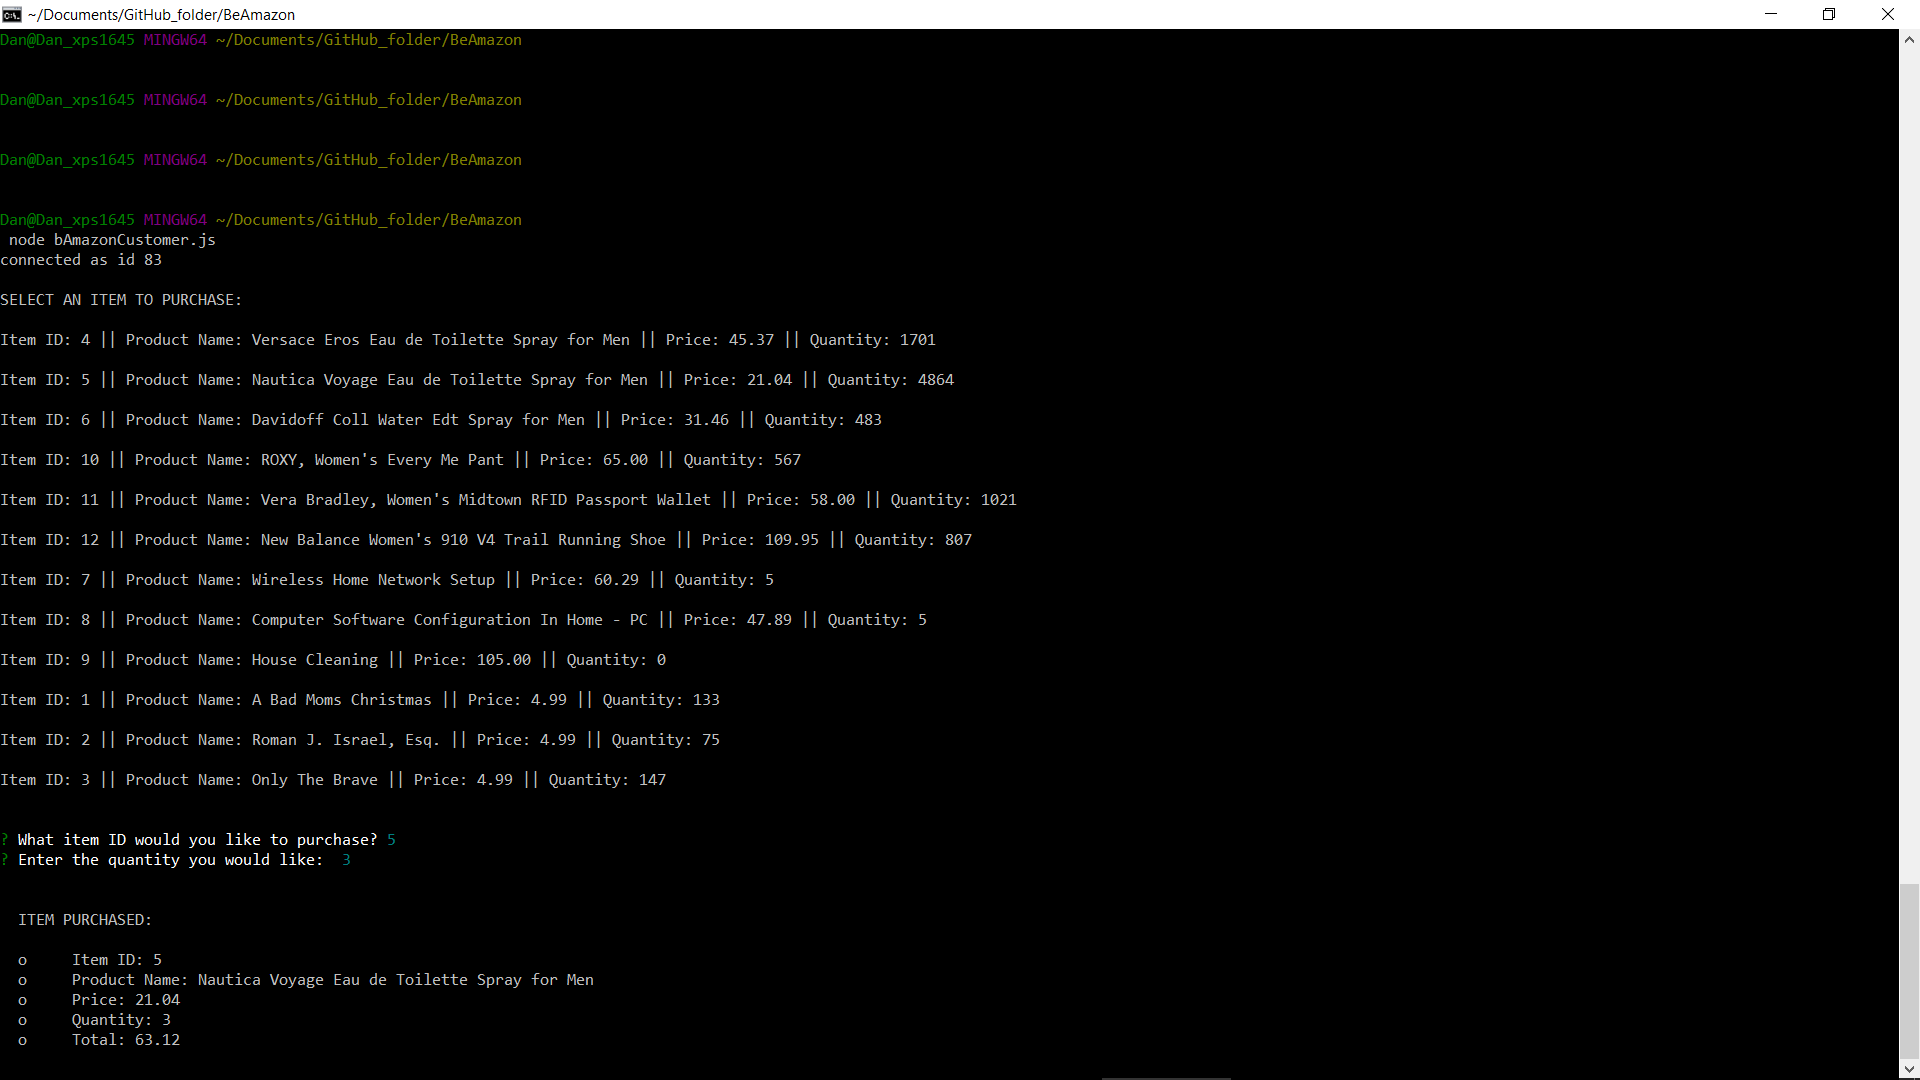 ~/Documents/GitHub_folder/BeAmazon
Dan@Dan_xps1645 MINGW64 ~/Documents/GitHub_folder/BeAmazon
Dan@Dan_xps1645 MINGW64 ~/Documents/GitHub_folder/BeAmazon
Dan@Dan_xps1645 MINGW64 ~/Documents/GitHub_folder/BeAmazon
Dan@Dan_xps1645 MINGW64 ~/Documents/GitHub_folder/BeAmazon
node bAmazonCustomer.js
connected as id 83
SELECT AN ITEM TO PURCHASE:
Item ID: 4 || Product Name: Versace Eros Eau de Toilette Spray for Men || Price: 45.37 || Quantity: 1701
Item ID: 5 || Product Name: Nautica Voyage Eau de Toilette Spray for Men || Price: 21.04 || Quantity: 4864
Item ID: 6 || Product Name: Davidoff Coll Water Edt Spray for Men || Price: 31.46 || Quantity: 483
Item ID: 10 || Product Name: ROXY, Women's Every Me Pant || Price: 65.00 || Quantity: 567
Item ID: 11 || Product Name: Vera Bradley, Women's Midtown RFID Passport Wallet || Price: 58.00 || Quantity: 1021
Item ID: 12 || Product Name: New Balance Women's 910 V4 Trail Running Shoe || Price: 109.95 || Quantity: 807
Item ID: 7 || Product Name: Wireless Home Network Setup || Price: 60.29 || Quantity: 5
Item ID: 8 || Product Name: Computer Software Configuration In Home - PC || Price: 47.89 || Quantity: 5
Item ID: 9 || Product Name: House Cleaning || Price: 105.00 || Quantity: 0
Item ID: 1 || Product Name: A Bad Moms Christmas || Price: 4.99 || Quantity: 133
Item ID: 2 || Product Name: Roman J. Israel, Esq. || Price: 4.99 || Quantity: 75
Item ID: 3 || Product Name: Only The Brave || Price: 4.99 || Quantity: 147
? What item ID would you like to purchase? 5
? Enter the quantity you would like:  3
ITEM PURCHASED:
o Item ID: 5
o Product Name: Nautica Voyage Eau de Toilette Spray for Men
o Price: 21.04
o Quantity: 3
o Total: 63.12